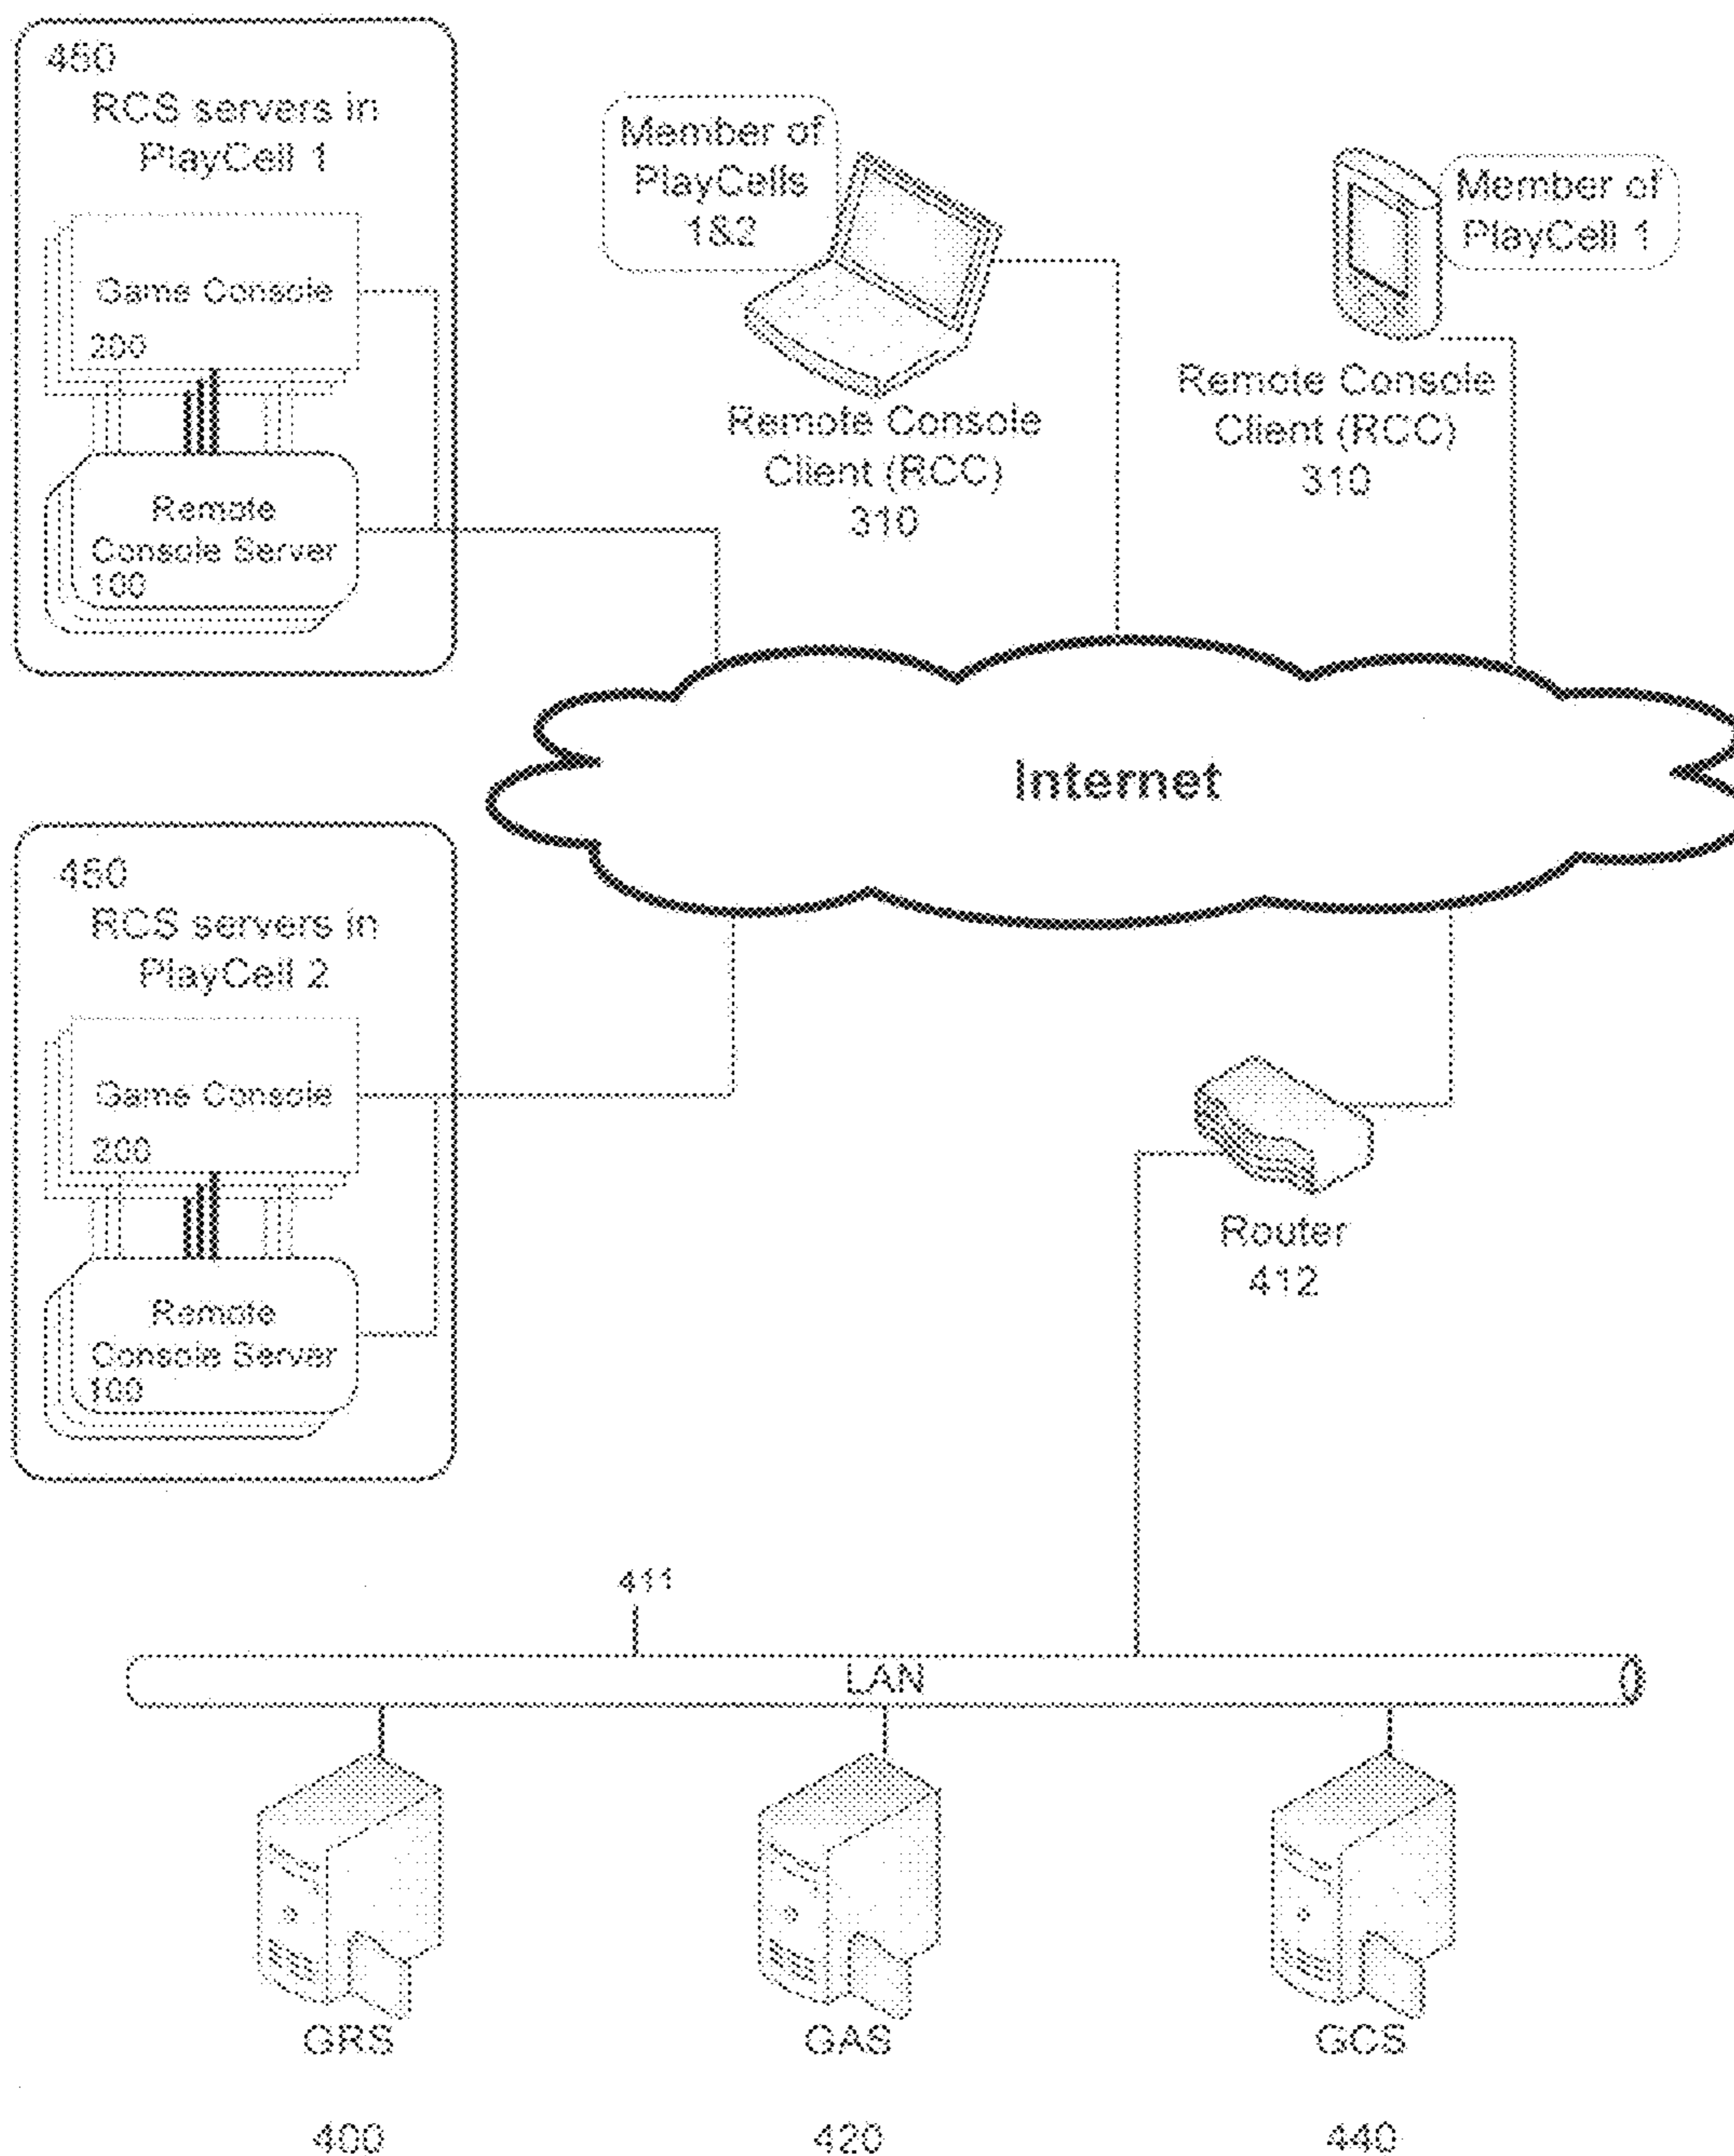 450
RCS servers in
PlayCell 1
Game Console
200
Remote
Console Server
100
Member of
PlayCells
1&2
Remote Console
Client (RCC)
310
Member of
PlayCell 1
Remote Console
Client (RCC)
310
Internet
450
RCS servers in
PlayCell 2
Game Console
200
Remote
Console Server
100
Router
412
411
LAN
GRS
400
GAS
420
GCS
440